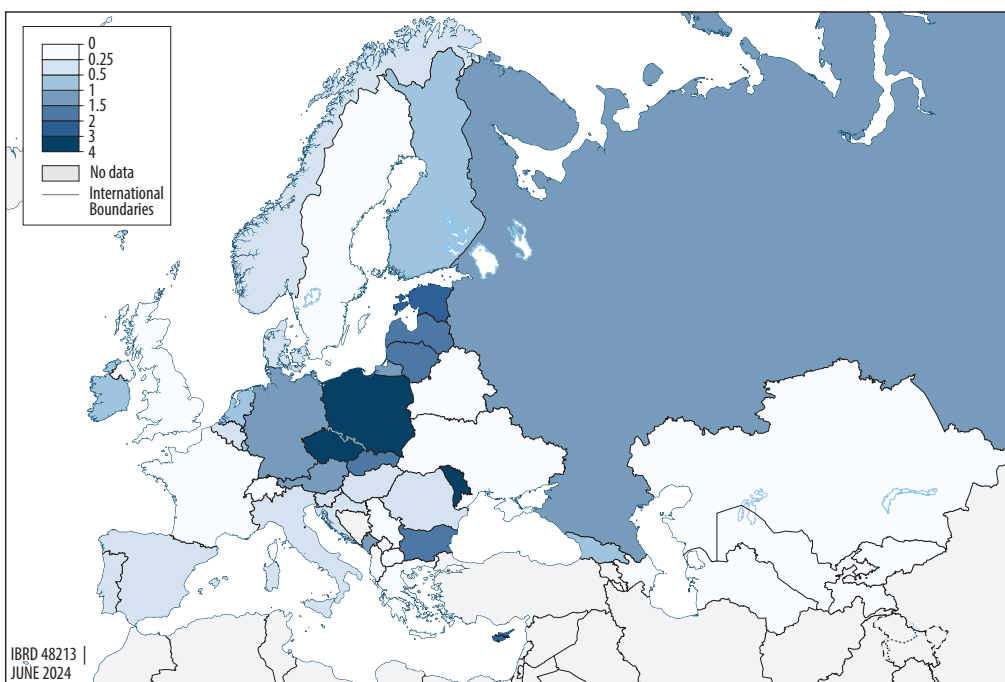 0
0.25
0.5
1
1.5
2
3
4
No data
International
Boundaries
IBRD 48213 |
JUNE 2024